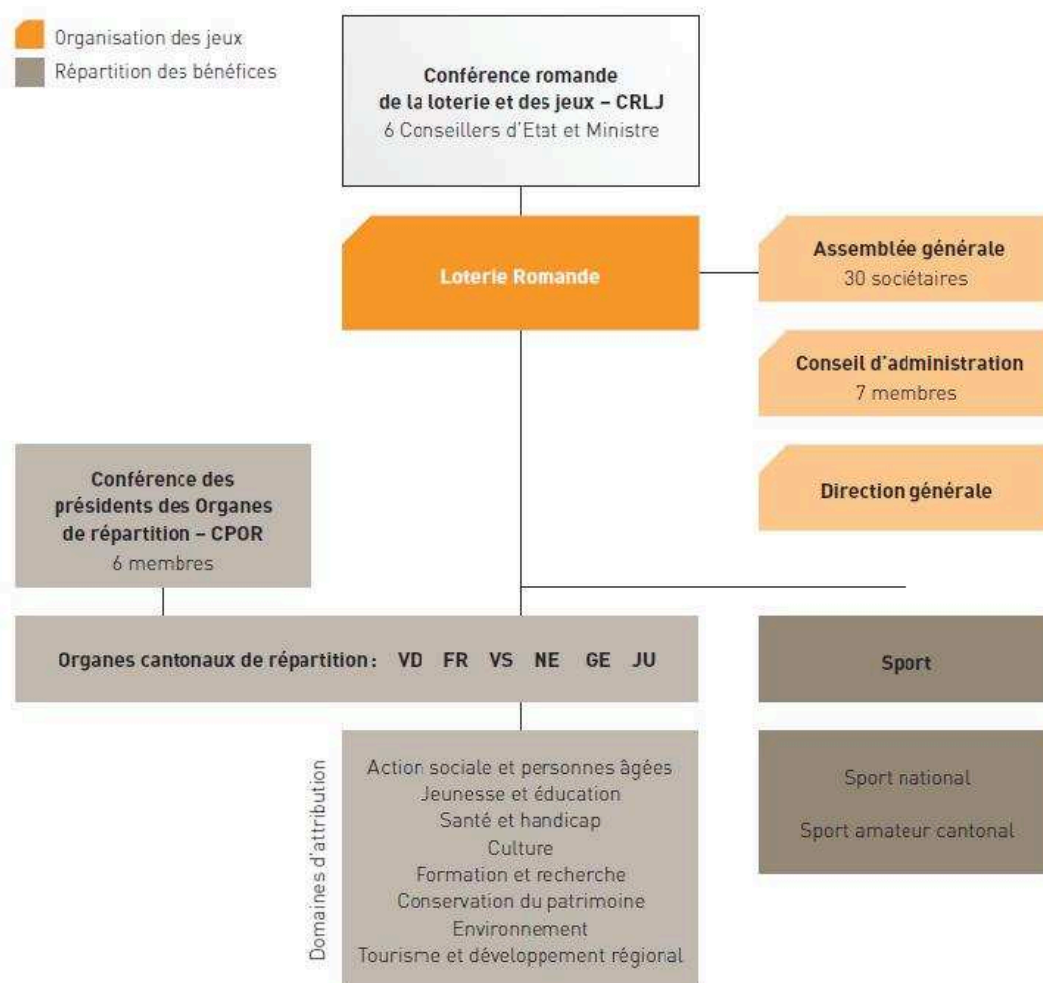 Organisation des jeux
Répartition des bénéfices
Conférence romande
de la loterie et des jeux – CRLJ
6 Conseillers d'Etat et Ministre
Loterie Romande
Assemblée générale
30 sociétaires
Conseil d'administration
7 membres
Direction générale
Conférence des
présidents des Organes
de répartition – CPOR
6 membres
Organes cantonaux de répartition : VD FR VS NE GE JU
Sport
Domaines d'attribution
Action sociale et personnes âgées
Jeunesse et éducation
Santé et handicap
Culture
Formation et recherche
Conservation du patrimoine
Environnement
Tourisme et développement régional
Sport national
Sport amateur cantonal